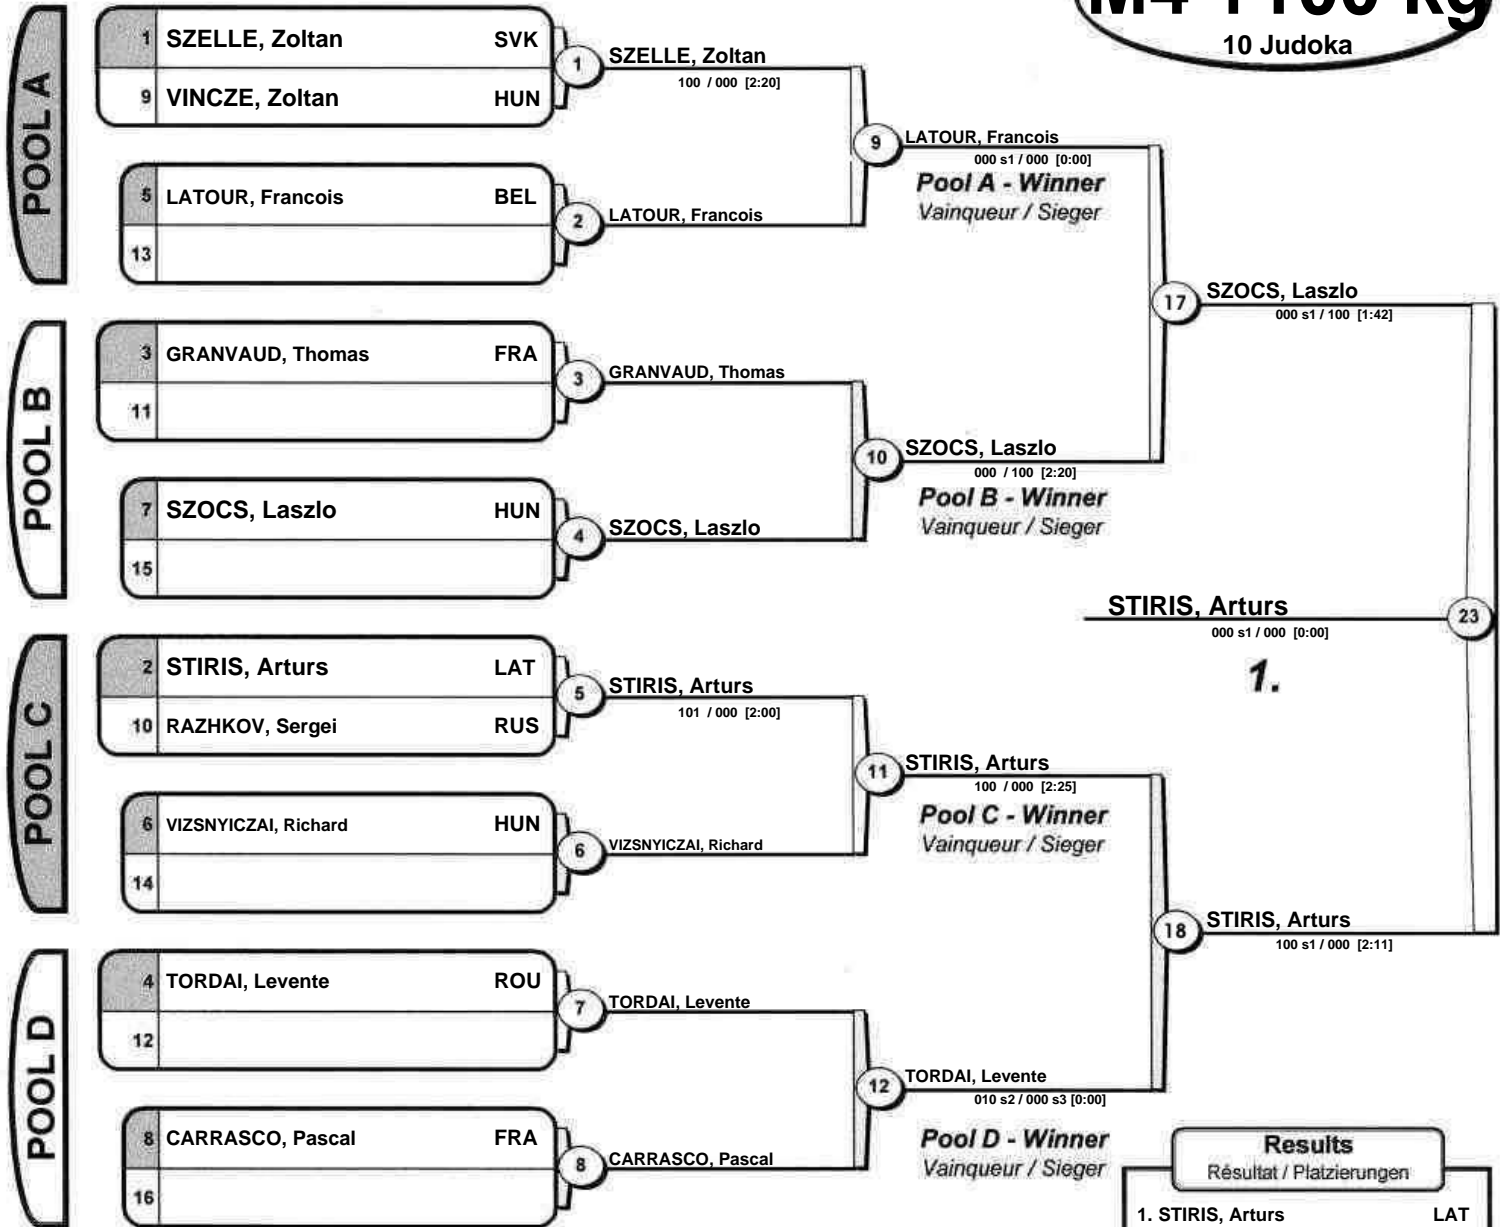 M4 +100 kg
10 Judoka
POOL A
1 SZELLE, Zoltan SVK
9 VINCZE, Zoltan HUN
1 SZELLE, Zoltan
100 / 000 [2:20]
5 LATOUR, Francois BEL
13
2 LATOUR, Francois
9 LATOUR, Francois
000 s1 / 000 [0:00]
Pool A - Winner
Vainqueur / Sieger
POOL B
3 GRANVAUD, Thomas FRA
11
3 GRANVAUD, Thomas
7 SZOCS, Laszlo HUN
15
4 SZOCS, Laszlo
10 SZOCS, Laszlo
000 / 100 [2:20]
Pool B - Winner
Vainqueur / Sieger
17 SZOCS, Laszlo
000 s1 / 100 [1:42]
STIRIS, Arturs 23
000 s1 / 000 [0:00]
1.
POOL C
2 STIRIS, Arturs LAT
10 RAZHKOV, Sergei RUS
5 STIRIS, Arturs
101 / 000 [2:00]
6 VIZSNYICZAI, Richard HUN
14
6 VIZSNYICZAI, Richard
11 STIRIS, Arturs
100 / 000 [2:25]
Pool C - Winner
Vainqueur / Sieger
18 STIRIS, Arturs
100 s1 / 000 [2:11]
POOL D
4 TORDAI, Levente ROU
12
7 TORDAI, Levente
8 CARRASCO, Pascal FRA
16
8 CARRASCO, Pascal
12 TORDAI, Levente
010 s2 / 000 s3 [0:00]
Pool D - Winner
Vainqueur / Sieger
Results
Résultat / Platzierungen
1. STIRIS, Arturs LAT